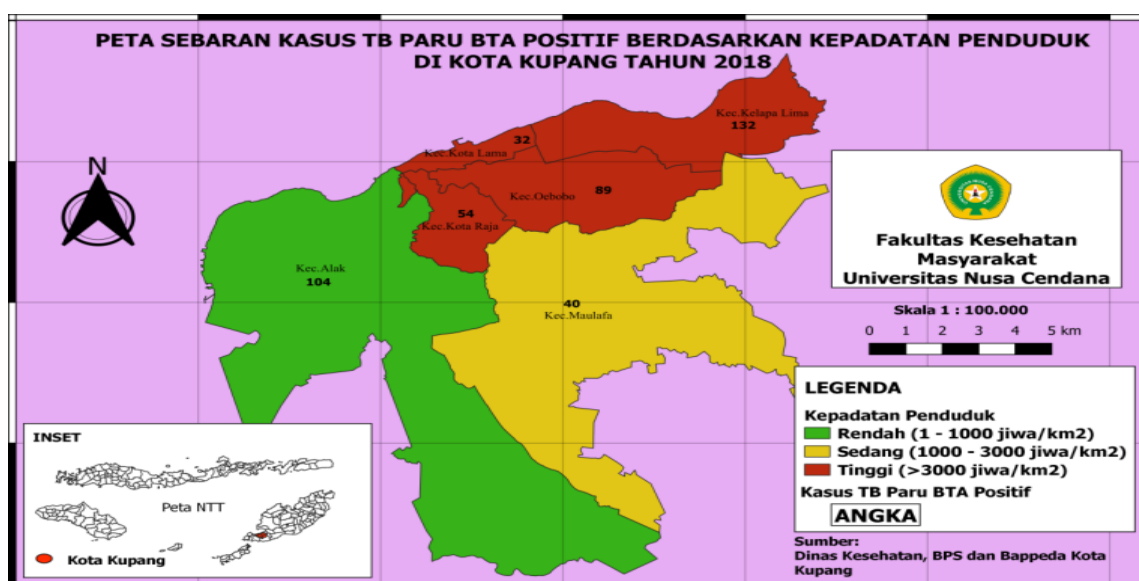 PETA SEBARAN KASUS TB PARU BTA POSITIF BERDASARKAN KEPADATAN PENDUDUK
DI KOTA KUPANG TAHUN 2018
N
Kec.Kelapa Lima
132
32
Kec.Kota Lama
Kec.Oebobo
89
54
Kec.Kota Raja
Kec.Alak
104
40
Kec.Maulafa
Fakultas Kesehatan
Masyarakat
Universitas Nusa Cendana
Skala 1 : 100.000
0 1 2 3 4 5 km
LEGENDA
Kepadatan Penduduk
Rendah (1 - 1000 jiwa/km2)
Sedang (1000 - 3000 jiwa/km2)
Tinggi (>3000 jiwa/km2)
Kasus TB Paru BTA Positif
ANGKA
Sumber:
Dinas Kesehatan, BPS dan Bappeda Kota
Kupang
INSET
Peta NTT
Kota Kupang